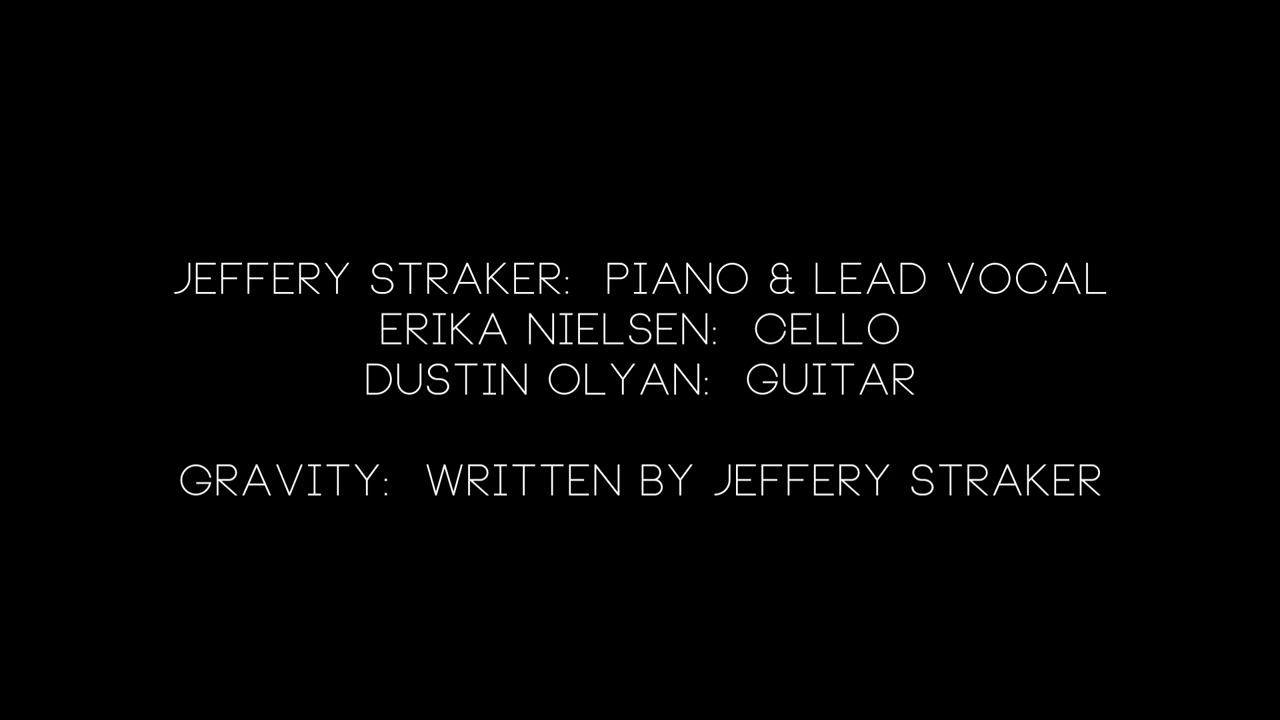 JEFFERY STRAKER: PIANO & LEAD VOCAL
ERIKA NIELSEN: CELLO
DUSTIN OLYAN: GUITAR
GRAVITY: WRITTEN BY JEFFERY STRAKER